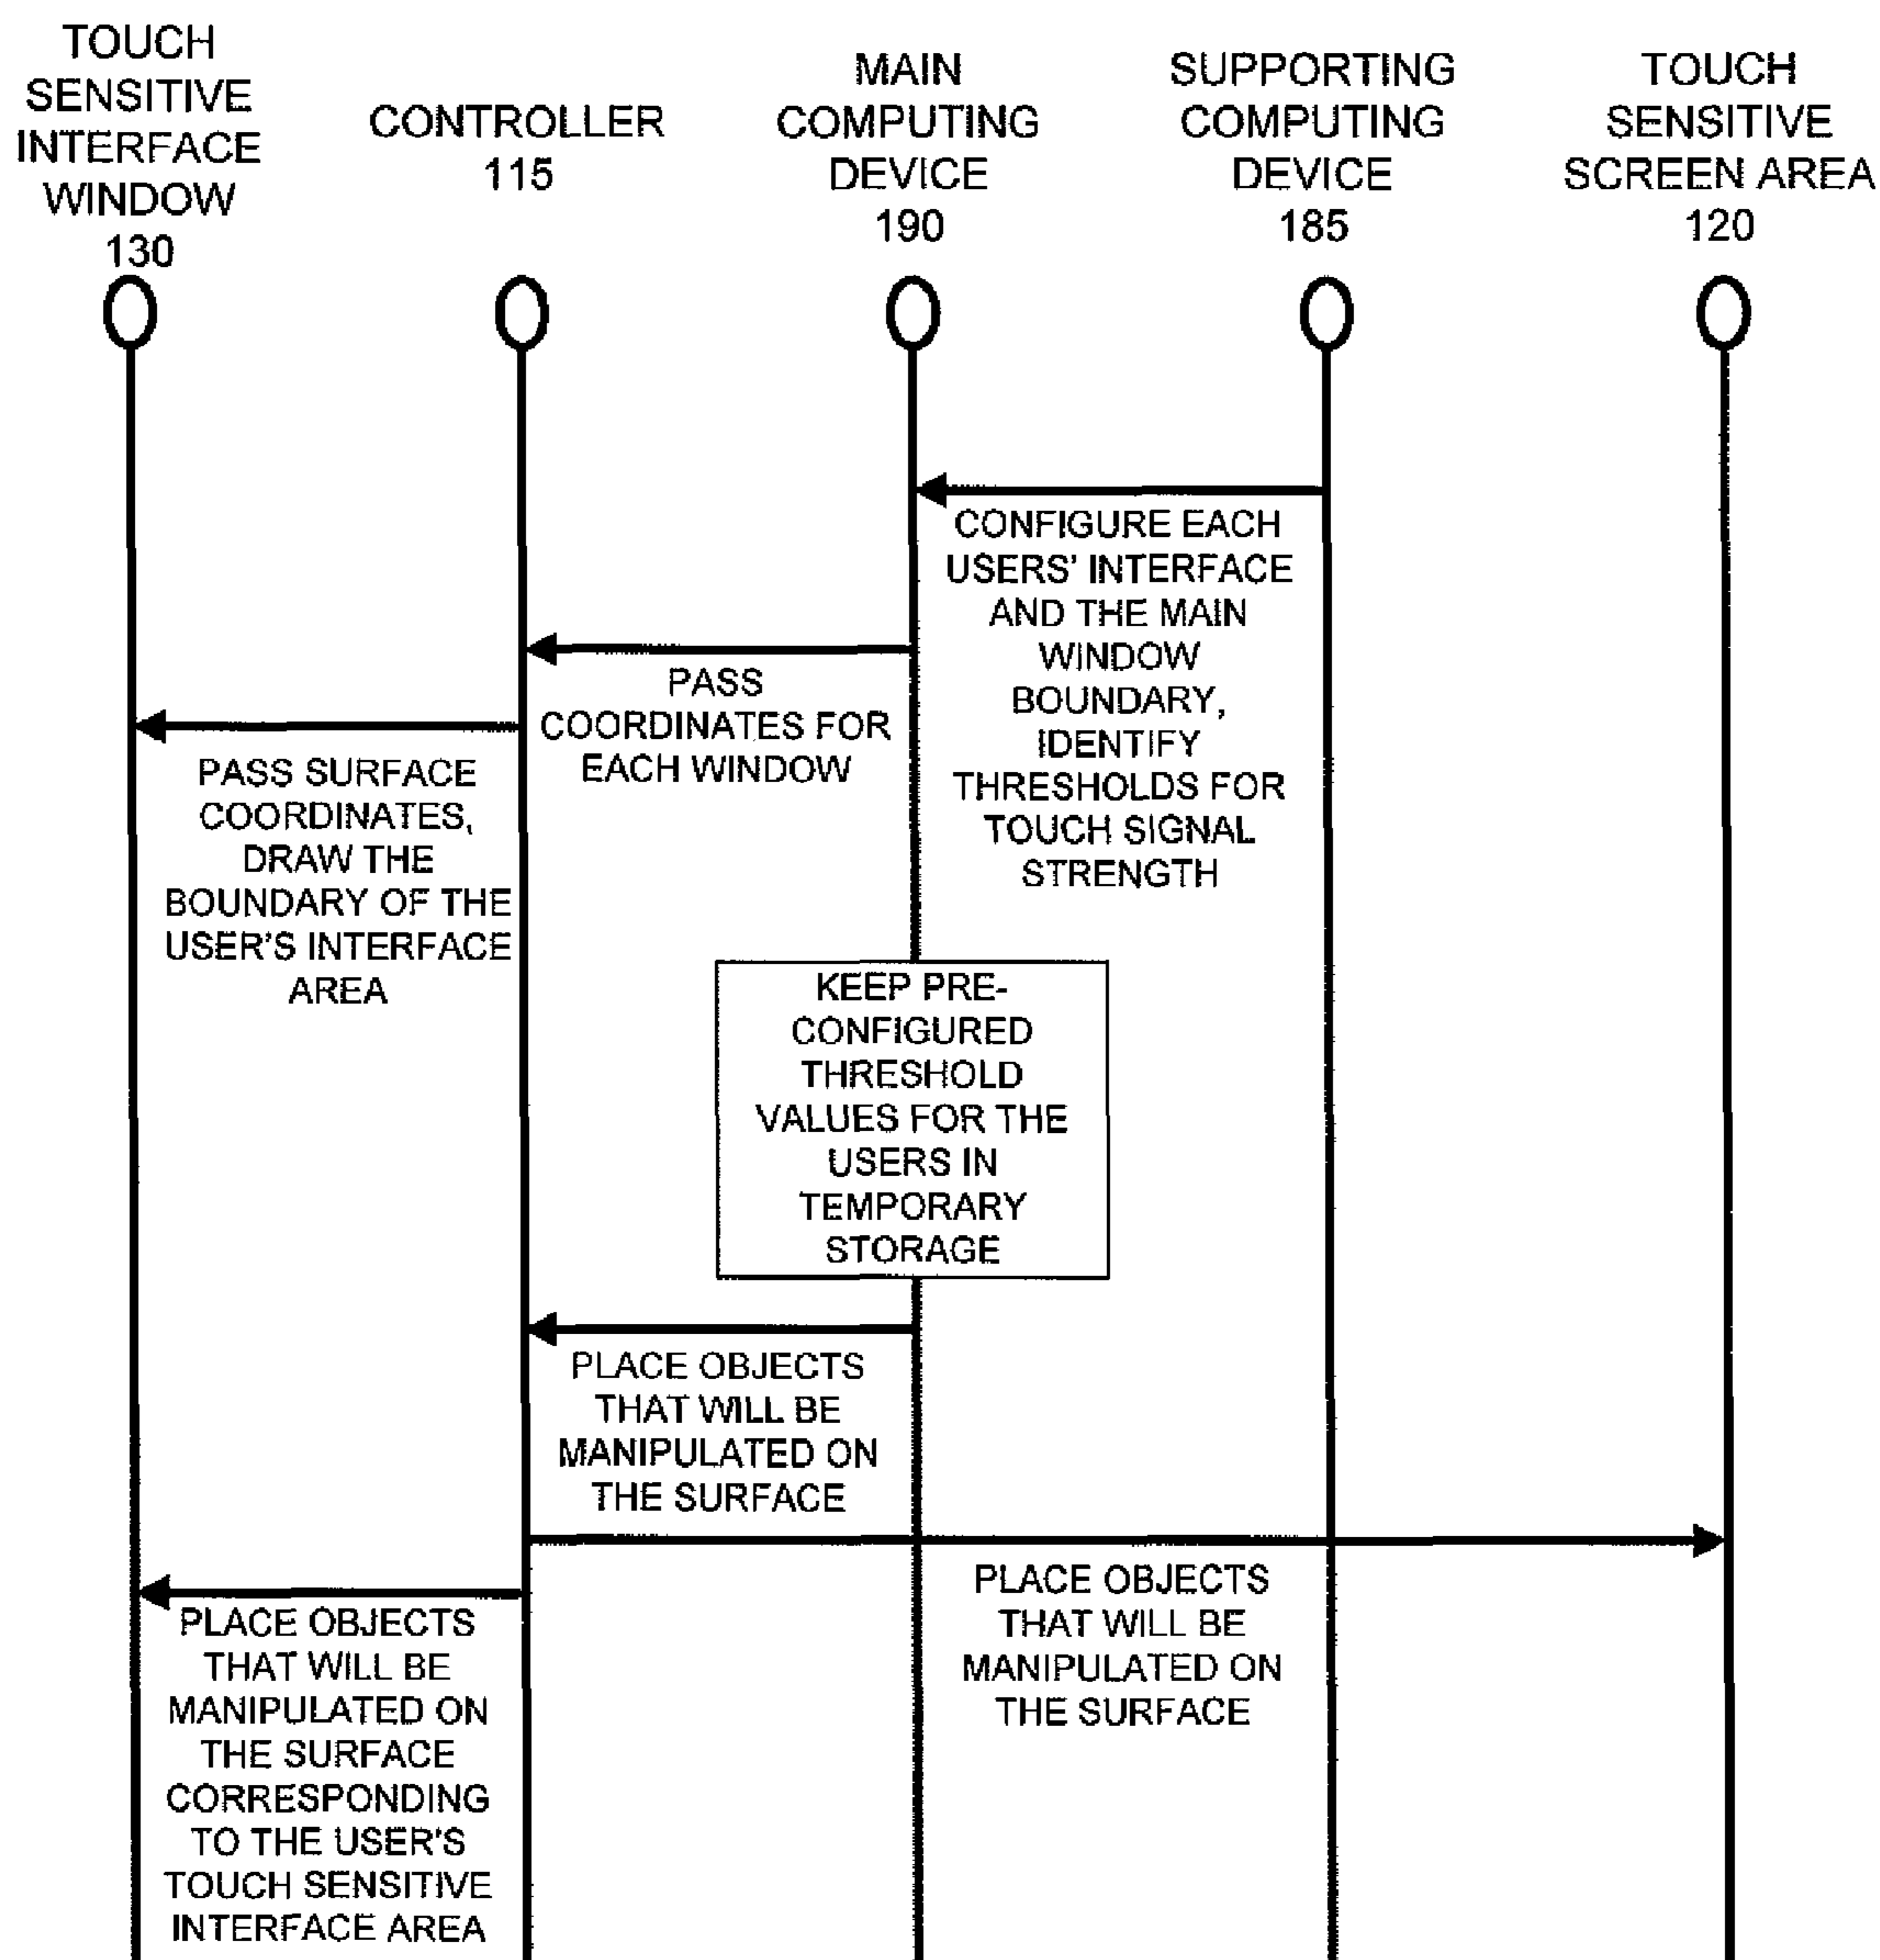 TOUCH
SENSITIVE
INTERFACE
WINDOW
130
CONTROLLER
115
MAIN
COMPUTING
DEVICE
190
SUPPORTING
COMPUTING
DEVICE
185
TOUCH
SENSITIVE
SCREEN AREA
120
CONFIGURE EACH
USERS' INTERFACE
AND THE MAIN
WINDOW
BOUNDARY,
IDENTIFY
THRESHOLDS FOR
TOUCH SIGNAL
STRENGTH
PASS
COORDINATES FOR
EACH WINDOW
PASS SURFACE
COORDINATES,
DRAW THE
BOUNDARY OF THE
USER'S INTERFACE
AREA
KEEP PRE-
CONFIGURED
THRESHOLD
VALUES FOR THE
USERS IN
TEMPORARY
STORAGE
PLACE OBJECTS
THAT WILL BE
MANIPULATED ON
THE SURFACE
PLACE OBJECTS
THAT WILL BE
MANIPULATED ON
THE SURFACE
PLACE OBJECTS
THAT WILL BE
MANIPULATED ON
THE SURFACE
CORRESPONDING
TO THE USER'S
TOUCH SENSITIVE
INTERFACE AREA